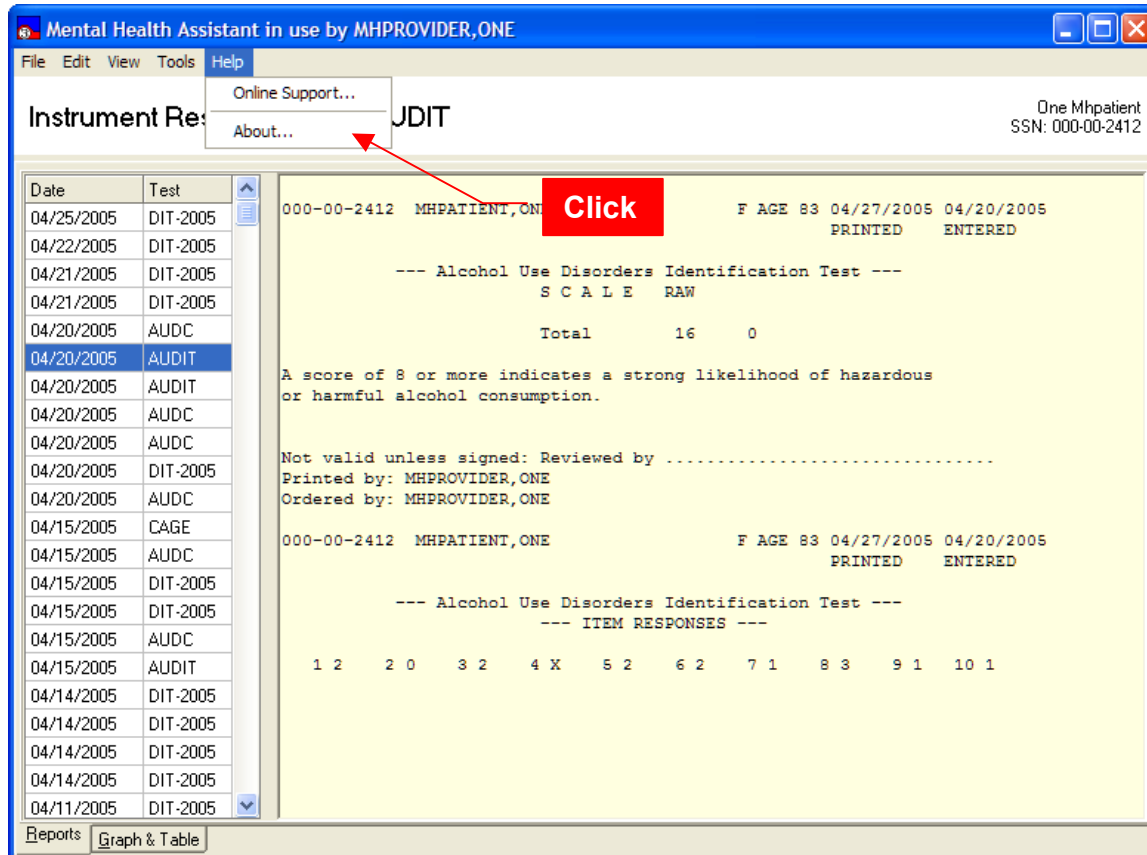 Mental Health Assistant in use by MHPROVIDER,ONE
File Edit View Tools Help
Online Support...
About...
Instrument Res UDIT
One Mhpatient
SSN: 000-00-2412
Click
Date Test
04/25/2005 DIT-2005
04/22/2005 DIT-2005
04/21/2005 DIT-2005
04/21/2005 DIT-2005
04/20/2005 AUDC
04/20/2005 AUDIT
04/20/2005 AUDIT
04/20/2005 AUDC
04/20/2005 AUDC
04/20/2005 DIT-2005
04/20/2005 AUDC
04/15/2005 CAGE
04/15/2005 AUDC
04/15/2005 DIT-2005
04/15/2005 DIT-2005
04/15/2005 AUDC
04/15/2005 AUDIT
04/14/2005 DIT-2005
04/14/2005 DIT-2005
04/14/2005 DIT-2005
04/14/2005 DIT-2005
04/11/2005 DIT-2005
000-00-2412 MHPATIENT,ONE F AGE 83 04/27/2005 04/20/2005
PRINTED ENTERED
--- Alcohol Use Disorders Identification Test ---
S C A L E RAW
Total 16 0
A score of 8 or more indicates a strong likelihood of hazardous
or harmful alcohol consumption.
Not valid unless signed: Reviewed by ................................
Printed by: MHPROVIDER,ONE
Ordered by: MHPROVIDER,ONE
000-00-2412 MHPATIENT,ONE F AGE 83 04/27/2005 04/20/2005
PRINTED ENTERED
--- Alcohol Use Disorders Identification Test ---
--- ITEM RESPONSES ---
1 2 2 0 3 2 4 X 5 2 6 2 7 1 8 3 9 1 10 1
Reports Graph & Table